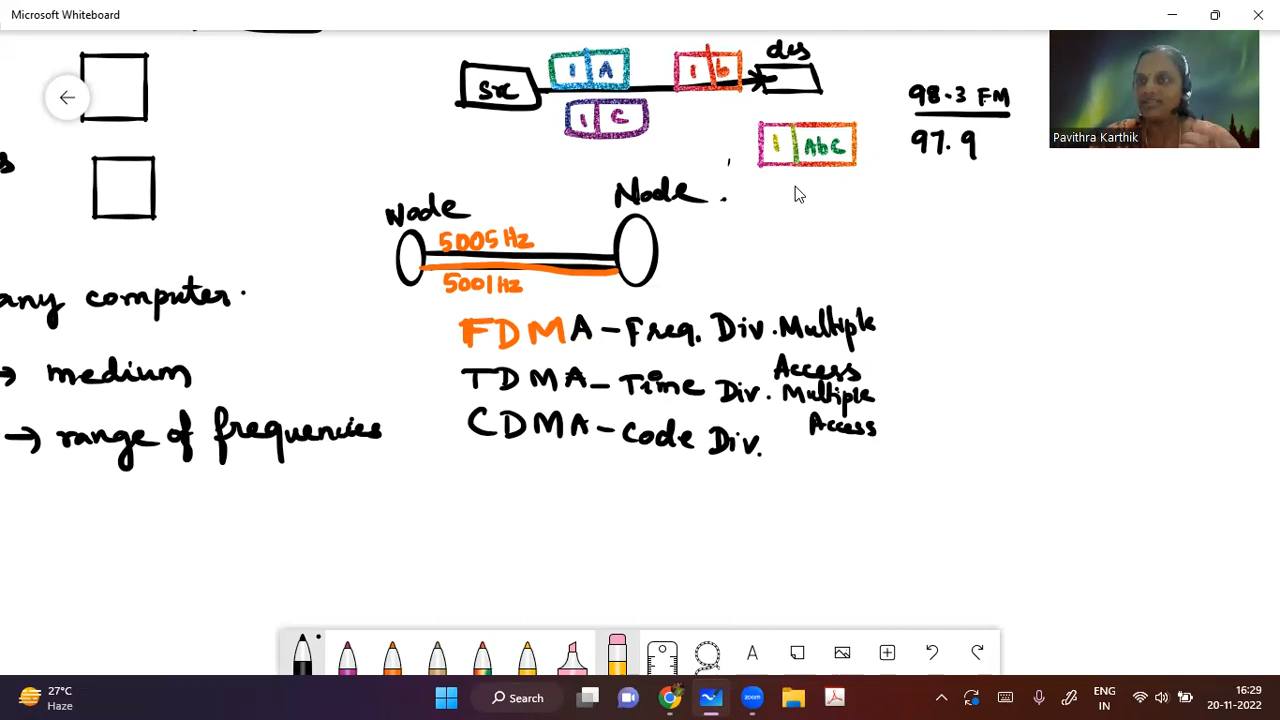 Microsoft Whiteboard
Src
1 A
1 b
des
1 C
1 AbC
98.3 FM
97.9
Pavithra Karthik
s
Node
Node.
5005 Hz
5001Hz
any computer.
FDMA - Freq. Div. Multiple
Access
→ medium
TDMA - Time Div. Multiple
Access
→ range of frequencies
CDMA - Code Div.
A
27°C
Haze
Search
zoom
ENG
IN
16:29
20-11-2022